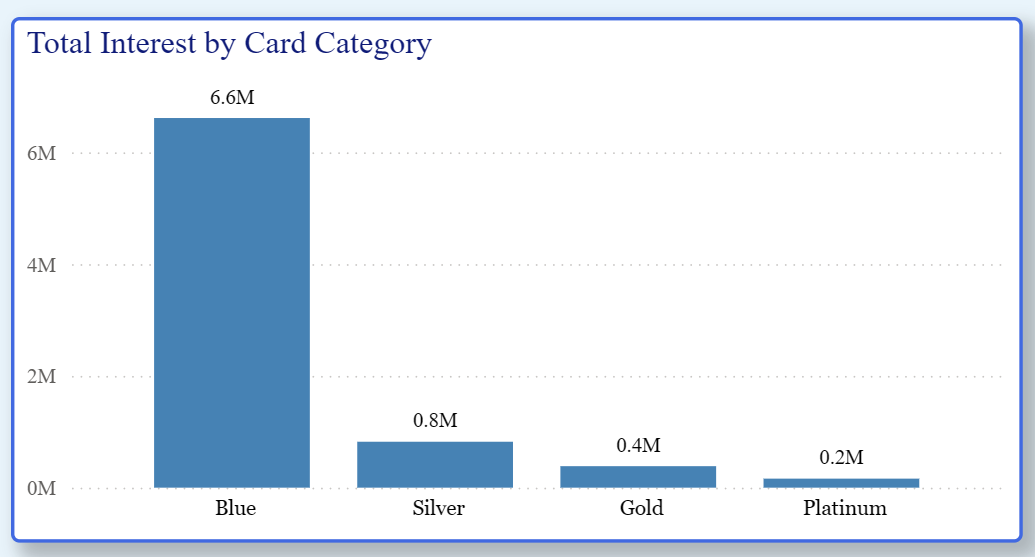 Total Interest by Card Category
6.6M
6M
4M
2M
0.8M
0.4M
0.2M
0M
Blue Silver Gold Platinum